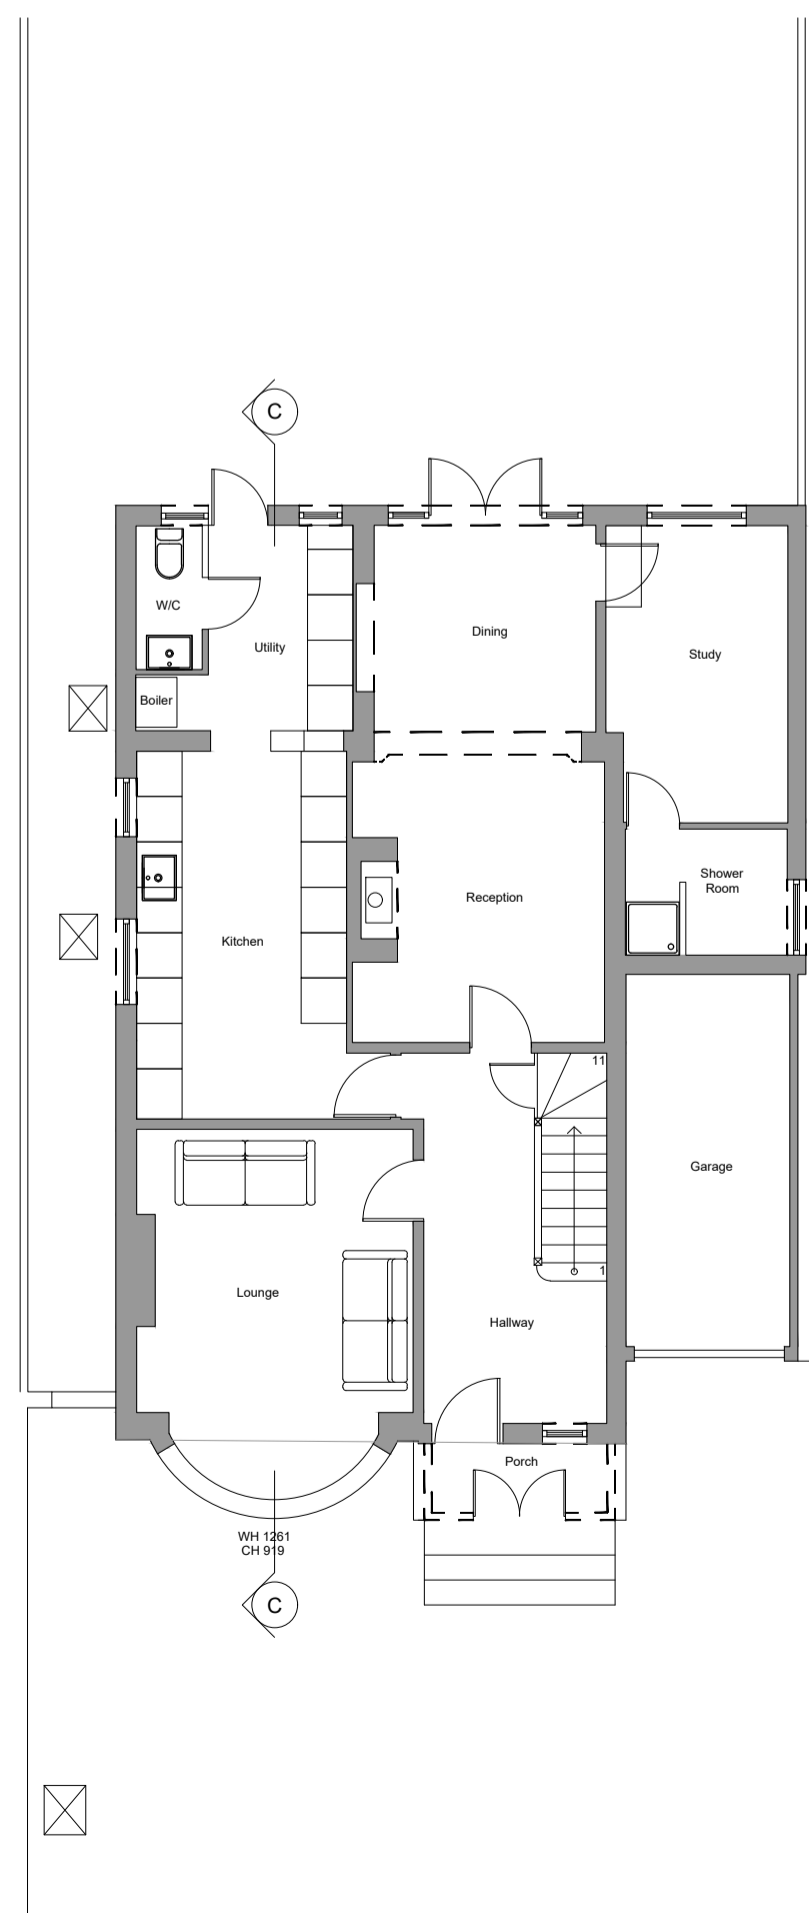 C
W/C
Dining
Utility
Study
Boiler
Shower
Room
Reception
Kitchen
11
Garage
1
Lounge
Hallway
Porch
WH 1261
CH 919
C